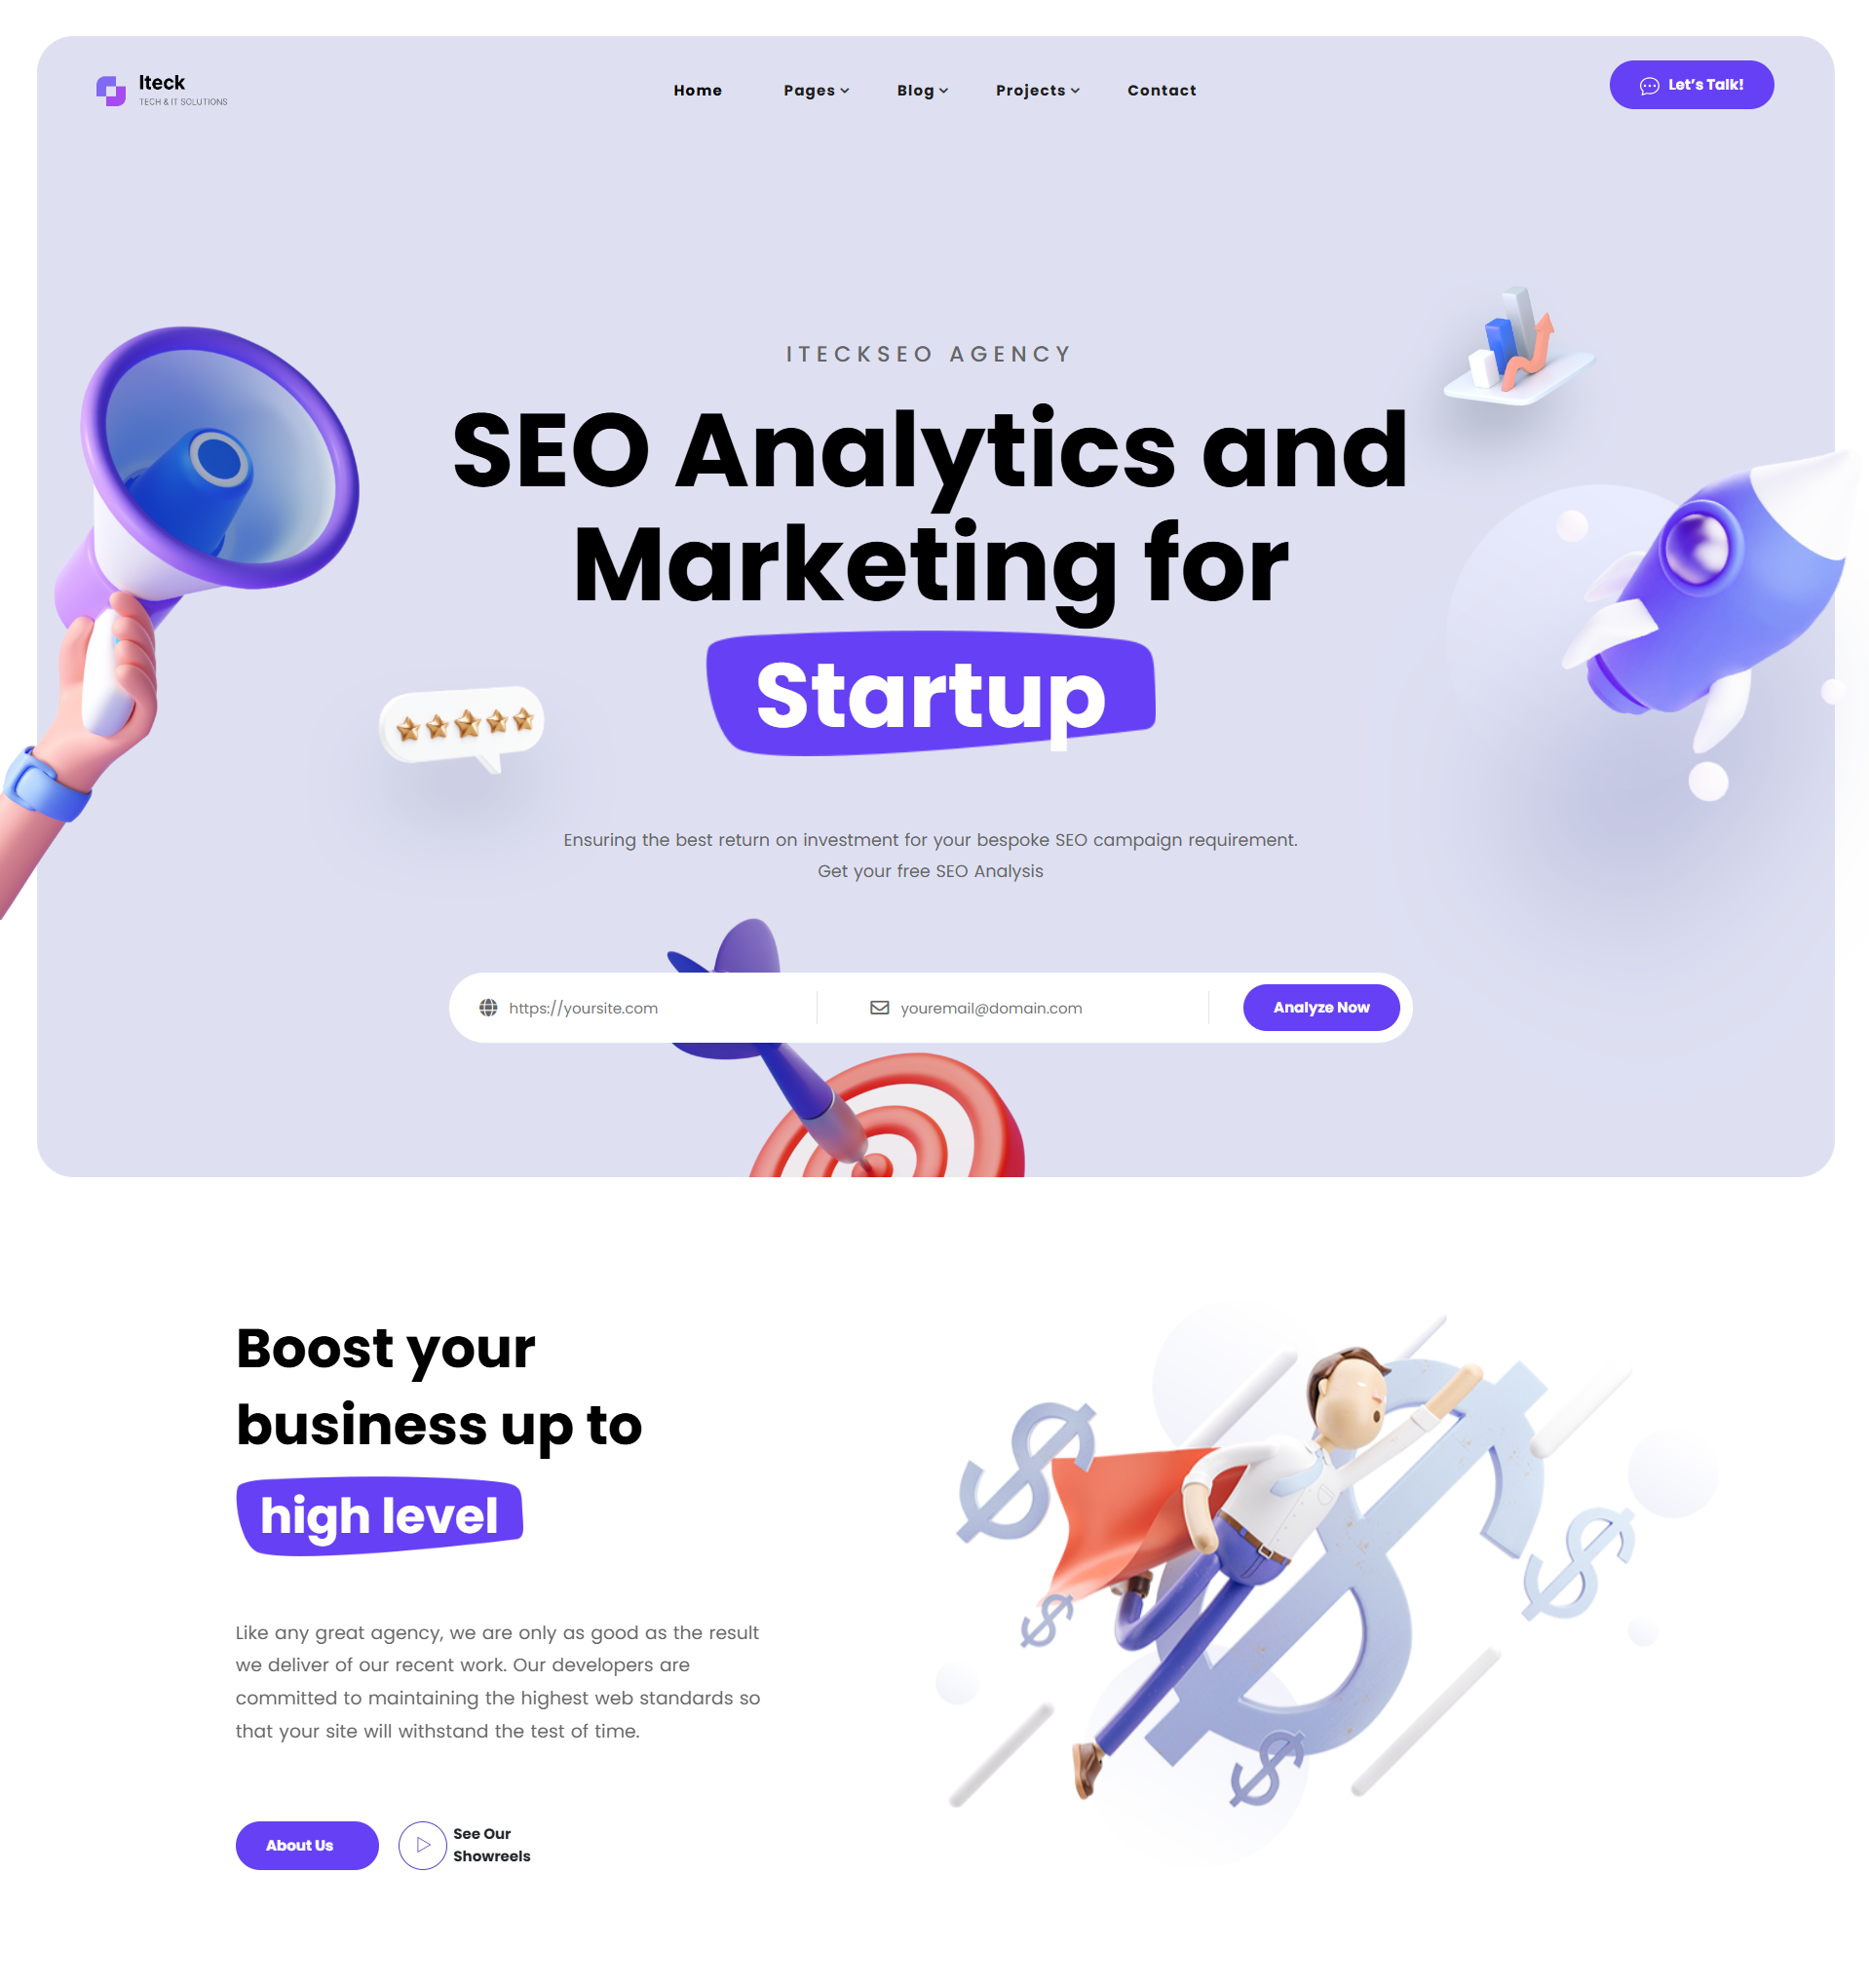 Iteck
TECH & IT SOLUTIONS
Home
Pages
Blog
Projects
Contact
Let's Talk!
ITECKSEO AGENCY
SEO Analytics and
Marketing for
Startup
Ensuring the best return on investment for your bespoke SEO campaign requirement.
Get your free SEO Analysis
https://yoursite.com
youremail@domain.com
Analyze Now
Boost your
business up to
high level
Like any great agency, we are only as good as the result
we deliver of our recent work. Our developers are
committed to maintaining the highest web standards so
that your site will withstand the test of time.
About Us
See Our
Showreels